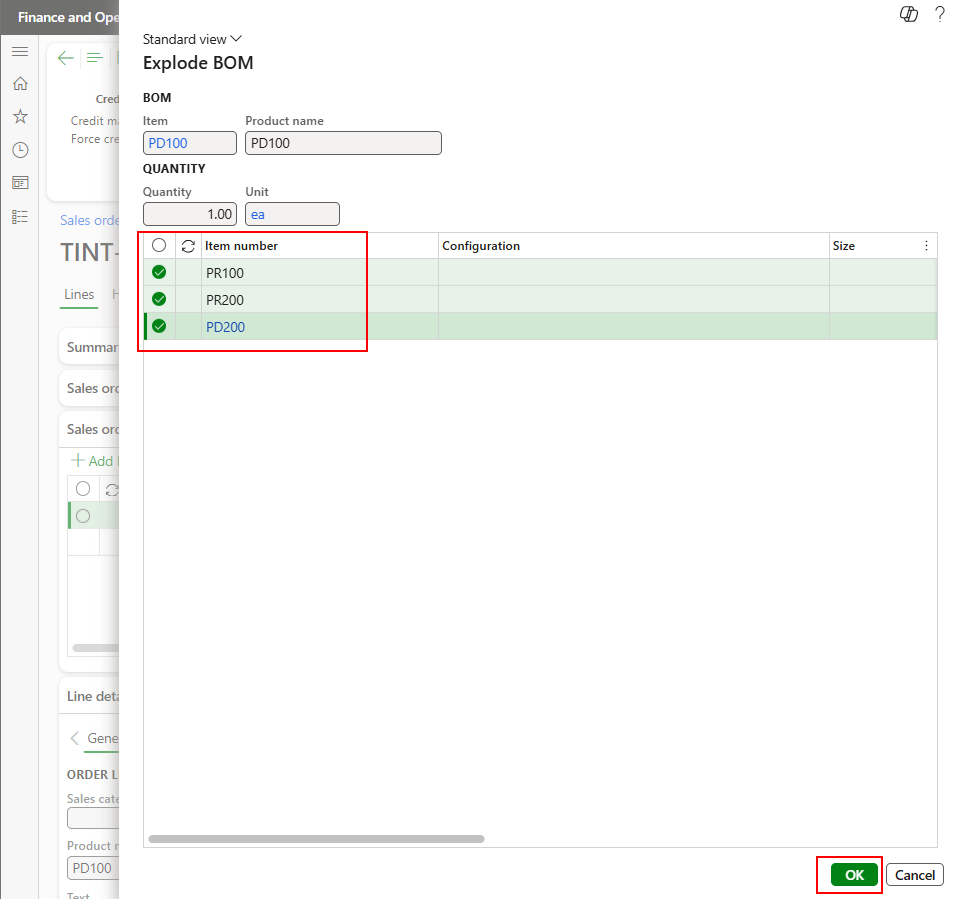 Finance and Ope
Standard view
Explode BOM
BOM
Item Product name
PD100 PD100
QUANTITY
Quantity Unit
1.00 ea
Item number Configuration Size
PR100
PR200
PD200
OK Cancel
Cred
Credit ma
Force cre
Sales orde
TINT-
Lines H
Summar
Sales orc
Sales orc
Add l
Line deta
Gene
ORDER L
Sales cate
Product n
PD100
Text